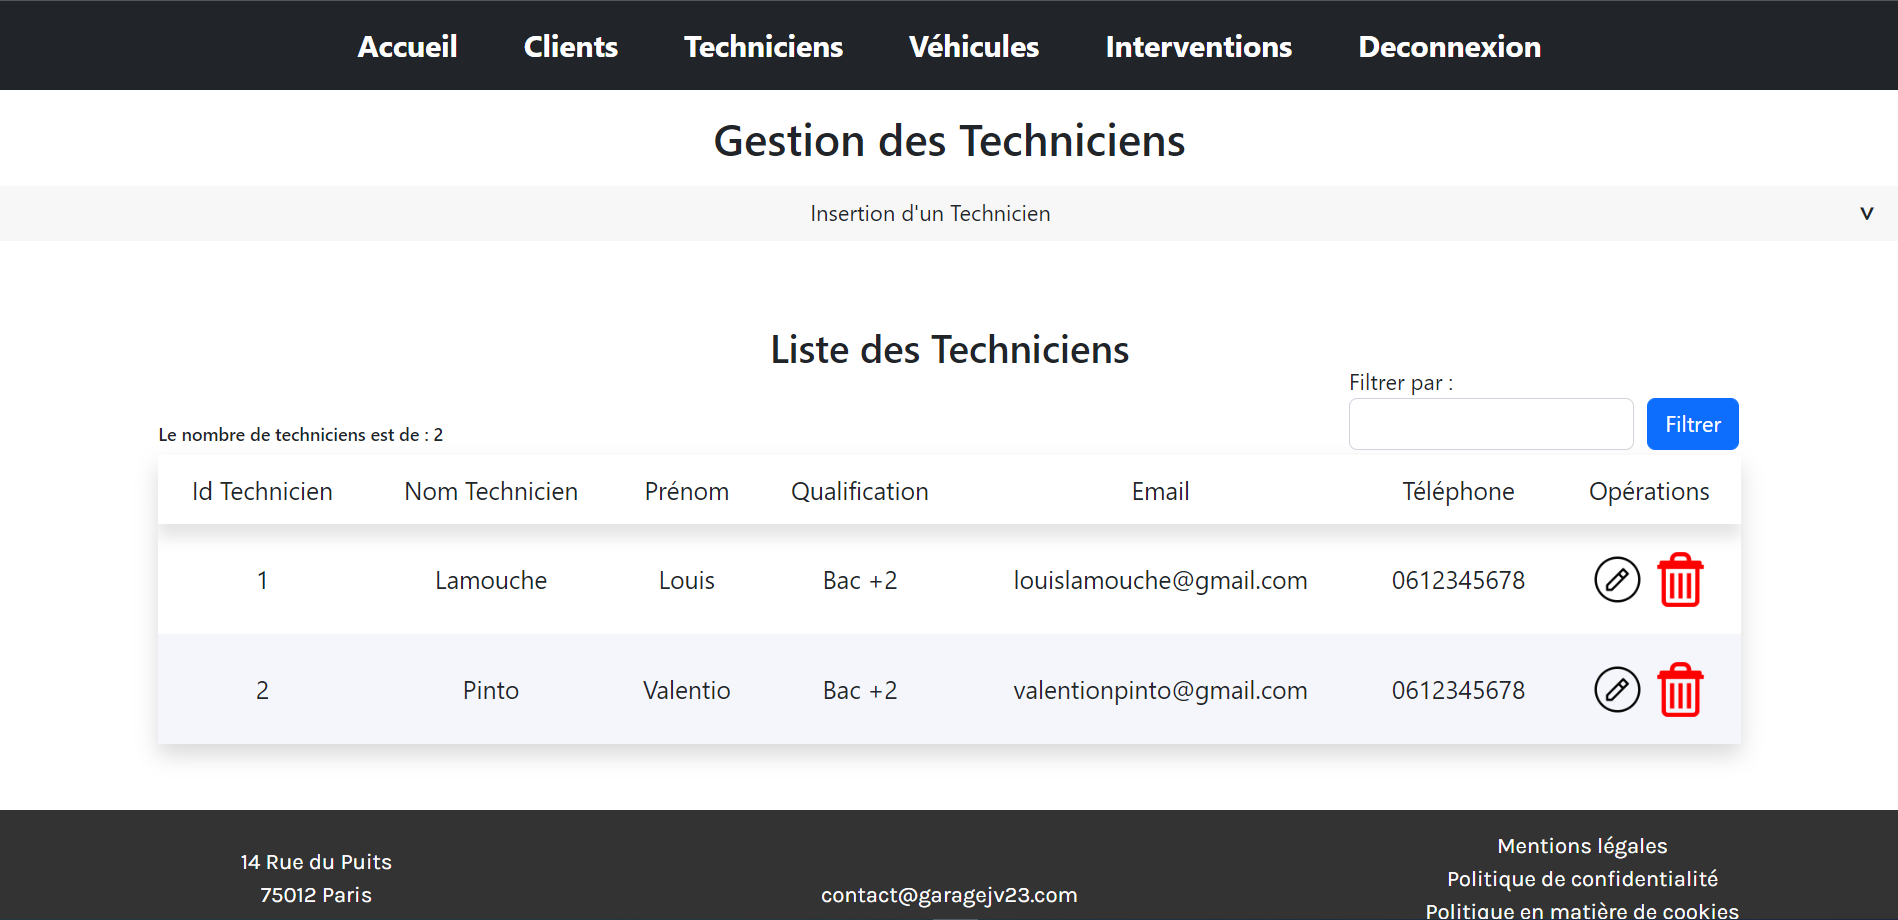 Accueil Clients Techniciens Véhicules Interventions Deconnexion
Gestion des Techniciens
Insertion d'un Technicien v
Liste des Techniciens
Filtrer par :
Filtrer
Le nombre de techniciens est de : 2
Id Technicien Nom Technicien Prénom Qualification Email Téléphone Opérations
1 Lamouche Louis Bac +2 louislamouche@gmail.com 0612345678
2 Pinto Valentio Bac +2 valentionpinto@gmail.com 0612345678
14 Rue du Puits
75012 Paris
contact@garagejv23.com
Mentions légales
Politique de confidentialité
Politique en matière de cookies